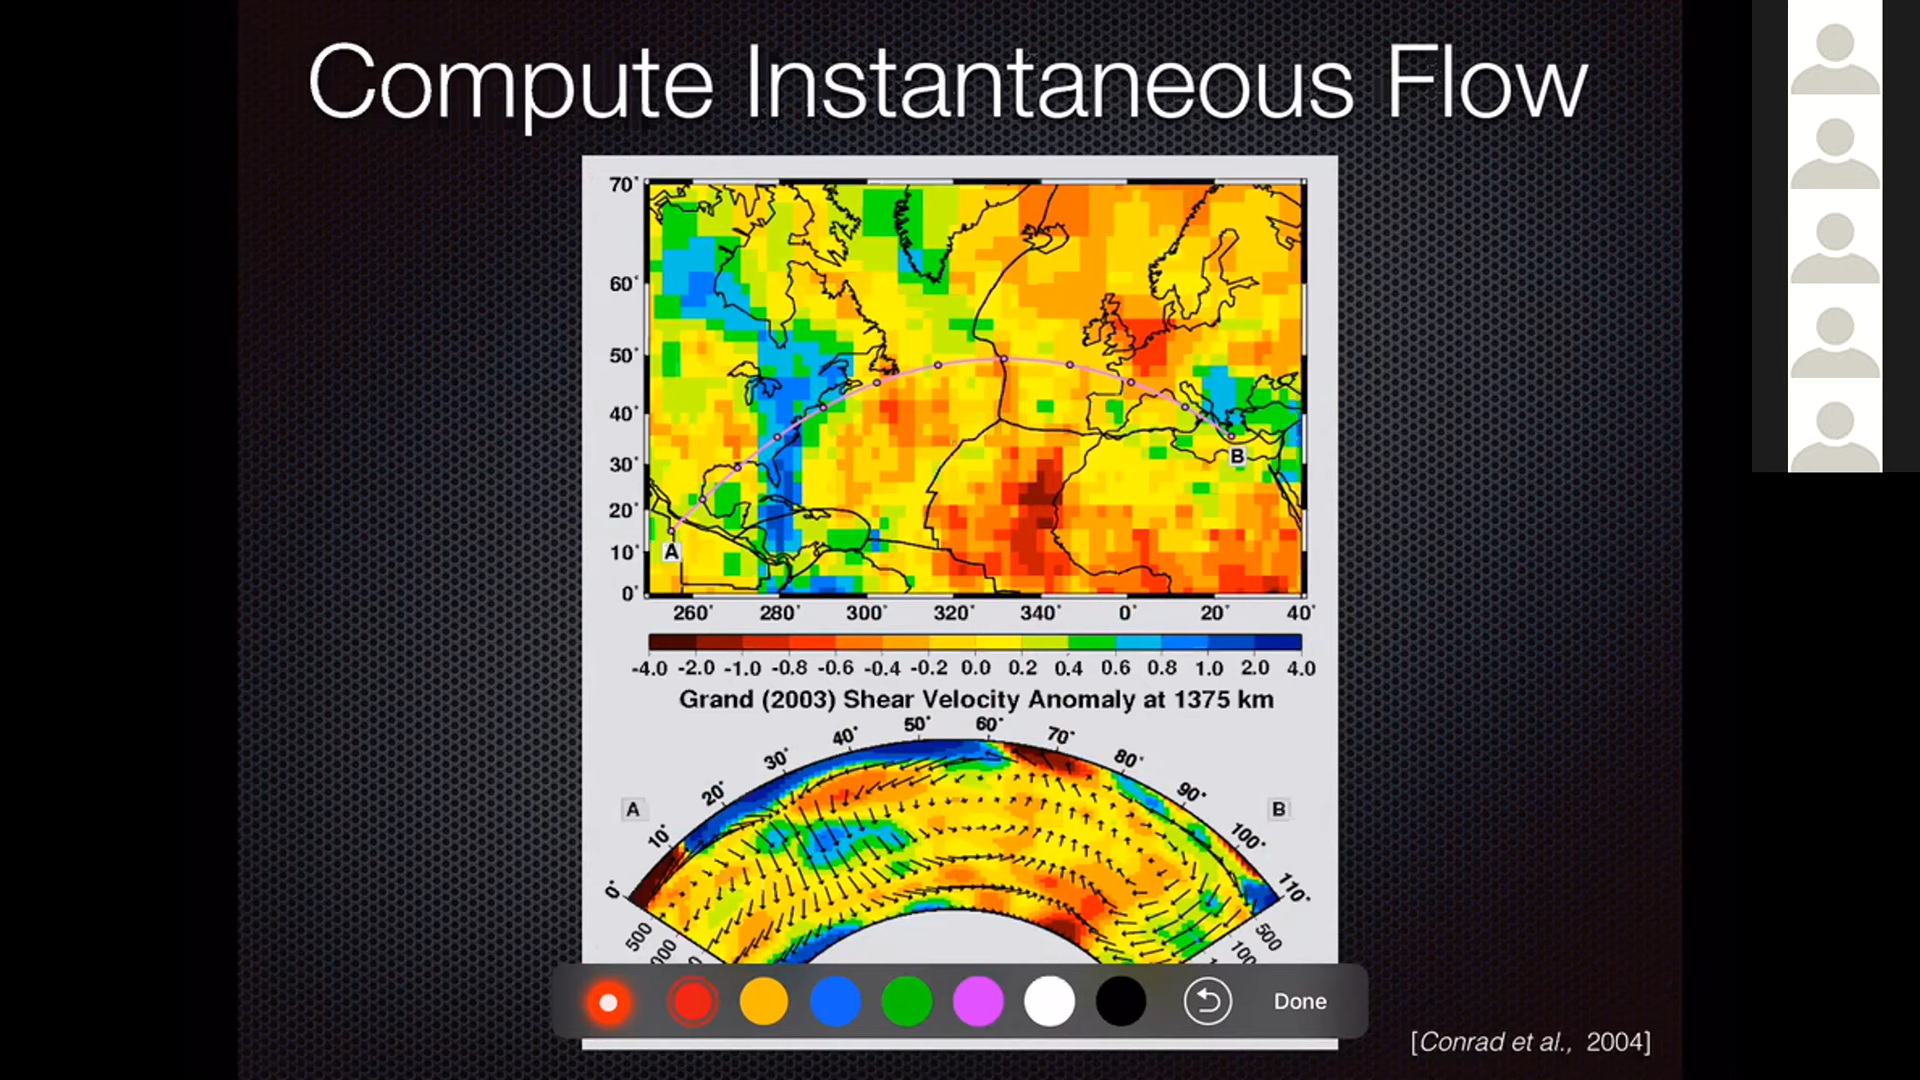 Compute Instantaneous Flow
70˚
60˚
50˚
40˚
30˚
20˚
10˚
0˚
A
B
260˚ 280˚ 300˚ 320˚ 340˚ 0˚ 20˚ 40˚
-4.0 -2.0 -1.0 -0.8 -0.6 -0.4 -0.2 0.0 0.2 0.4 0.6 0.8 1.0 2.0 4.0
Grand (2003) Shear Velocity Anomaly at 1375 km
0˚ 10˚ 20˚ 30˚ 40˚ 50˚ 60˚ 70˚ 80˚ 90˚ 100˚ 110˚
A B
500 500
Done
[Conrad et al., 2004]